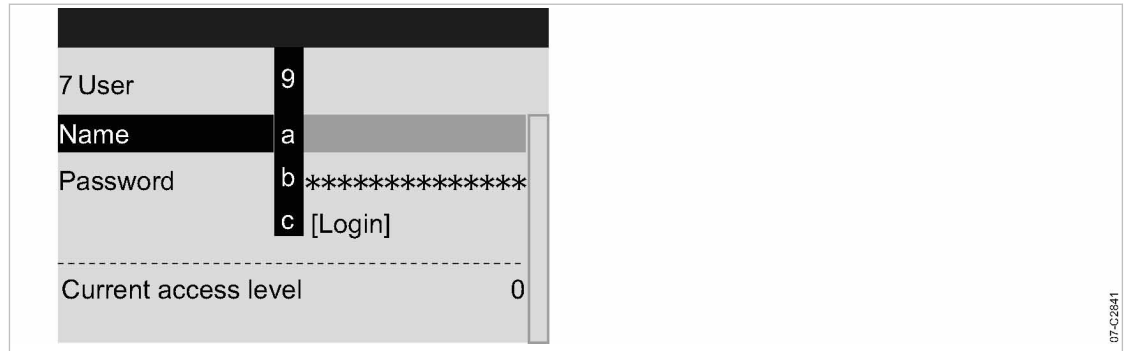 7 User 9
Name a
Password b **************
c [Login]
Current access level 0
07-C2841